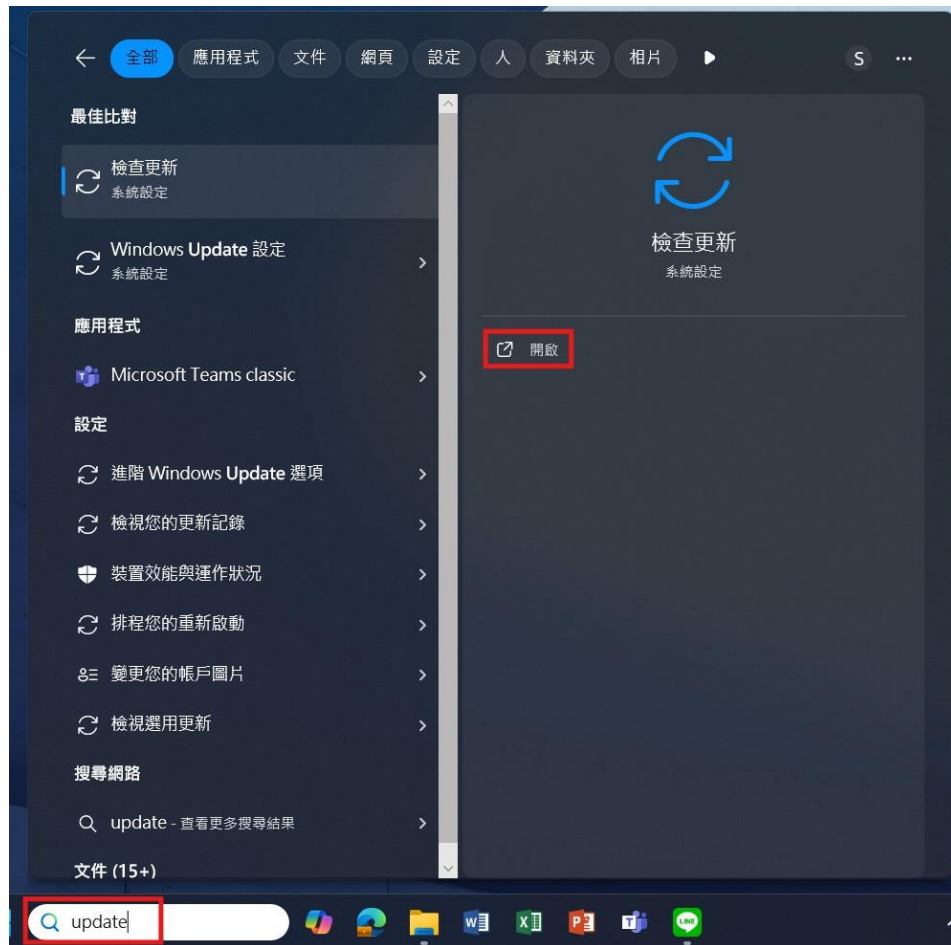 全部 應用程式 文件 網頁 設定 人 資料夾 相片 S
最佳比對
檢查更新
系統設定
Windows Update 設定
系統設定
應用程式
Microsoft Teams classic
設定
進階 Windows Update 選項
檢視您的更新記錄
裝置效能與運作狀況
排程您的重新啟動
變更您的帳戶圖片
檢視選用更新
搜尋網路
update - 查看更多搜尋結果
文件 (15+)
檢查更新
系統設定
開啟
update